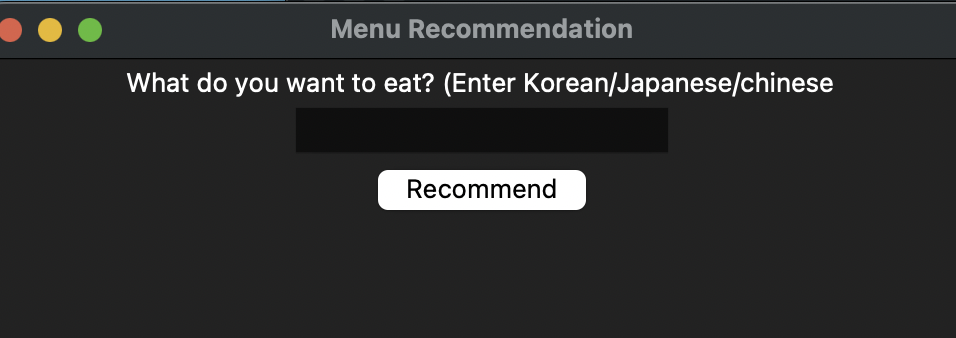 Menu Recommendation
What do you want to eat? (Enter Korean/Japanese/chinese
Recommend